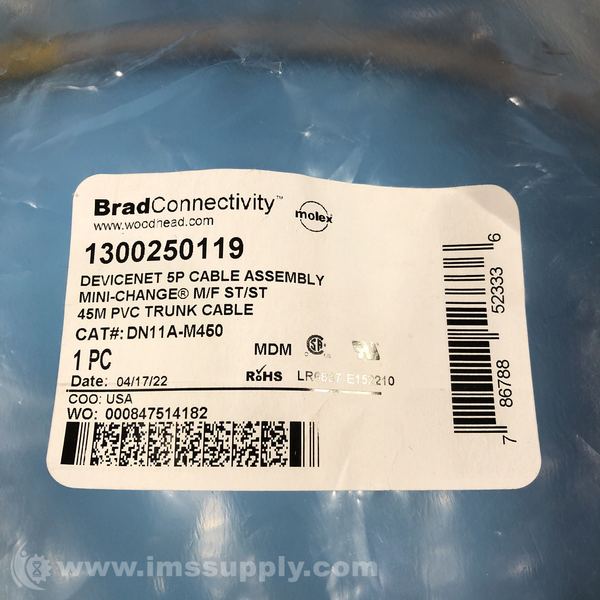 BradConnectivity™
www.woodhead.com
molex
1300250119
DEVICENET 5P CABLE ASSEMBLY
MINI-CHANGE® M/F ST/ST
45M PVC TRUNK CABLE
CAT#: DN11A-M450
1 PC
MDM
Date: 04/17/22
RoHS
E152210
COO: USA
WO: 000847514182
7 86788 52333 6
www.imssupply.com